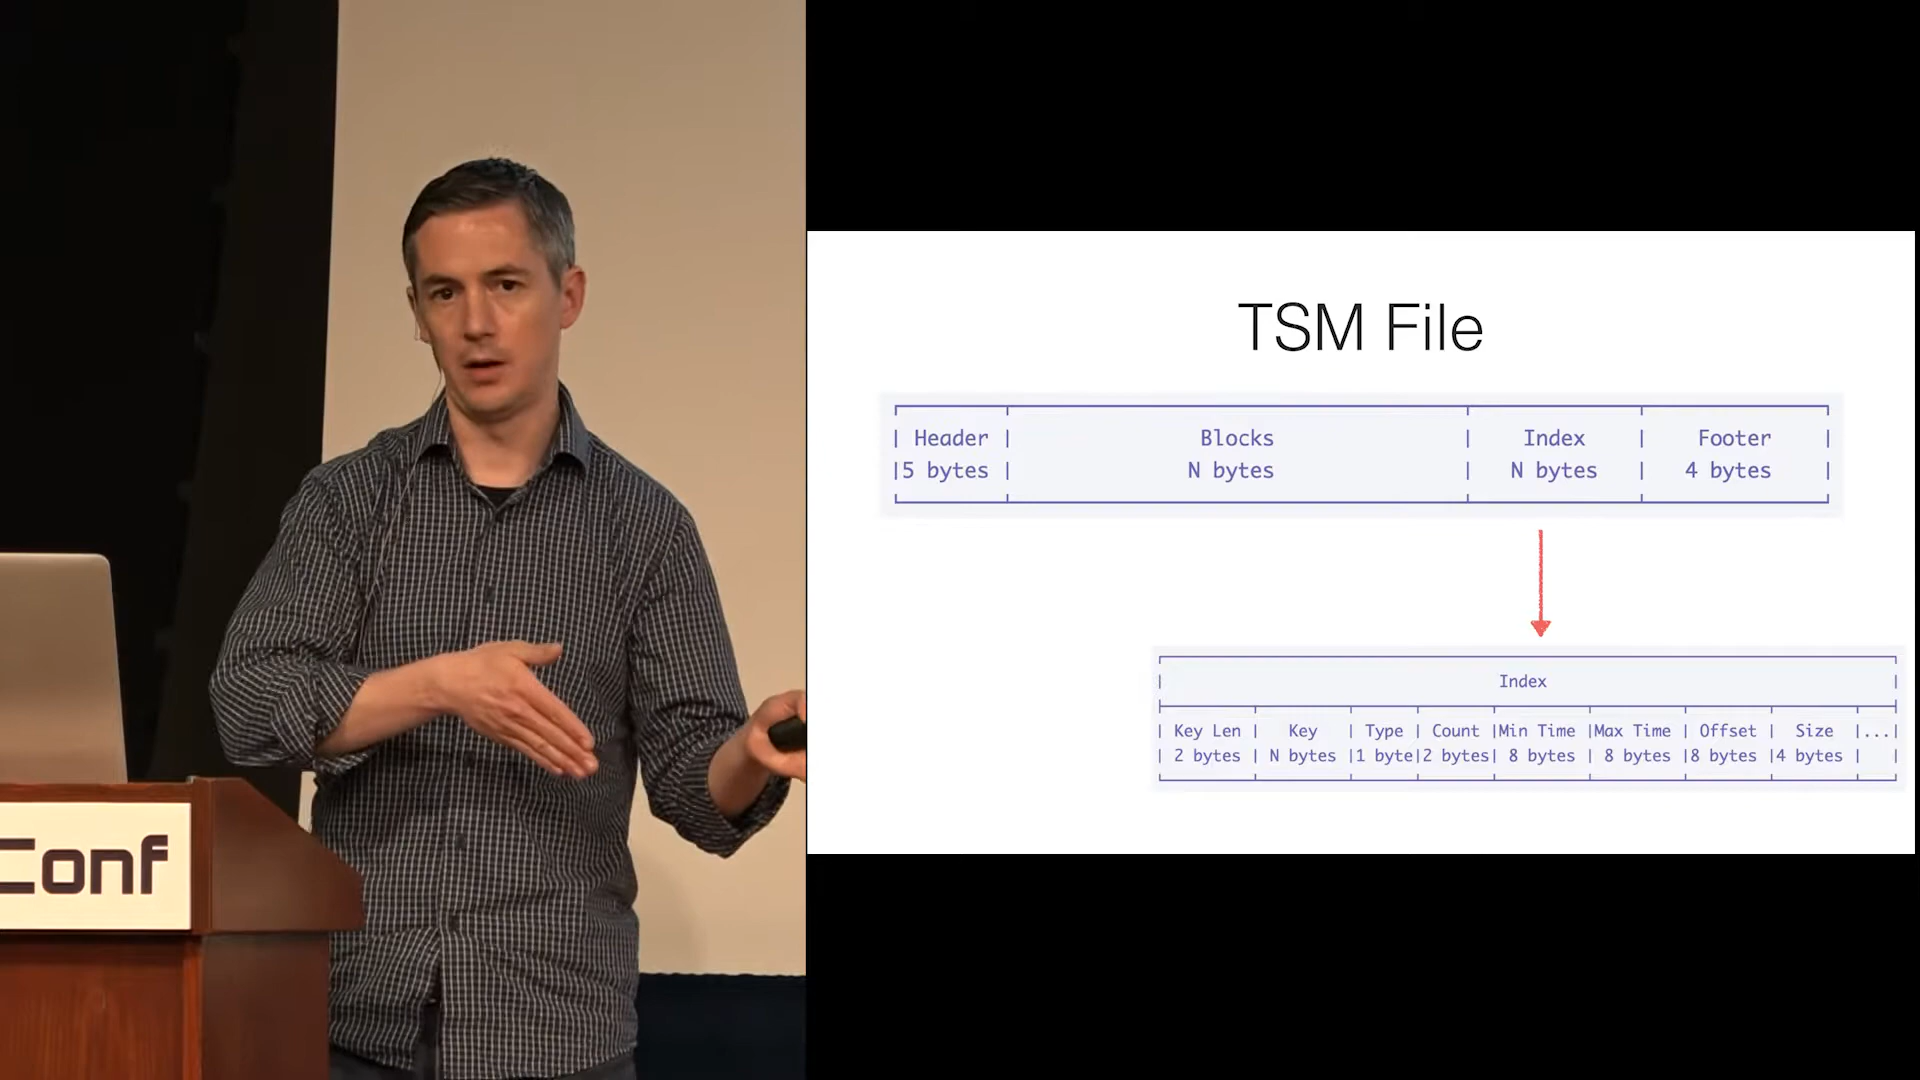 Conf
TSM File
Header Blocks Index Footer
5 bytes N bytes N bytes 4 bytes
Index
Key Len Key Type Count Min Time Max Time Offset Size ...
2 bytes N bytes 1 byte 2 bytes 8 bytes 8 bytes 8 bytes 4 bytes